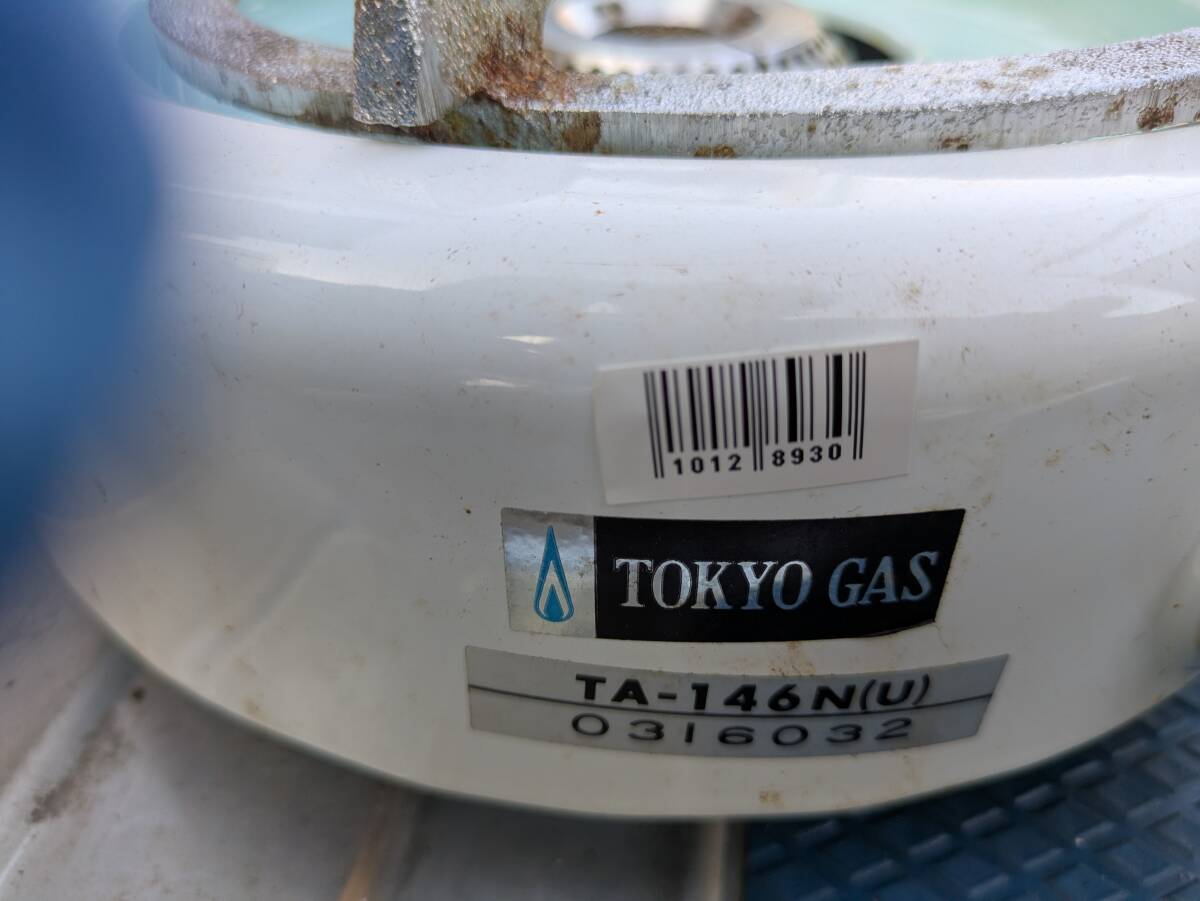 1012 8930
TOKYO GAS
TA-146N(U)
0316032